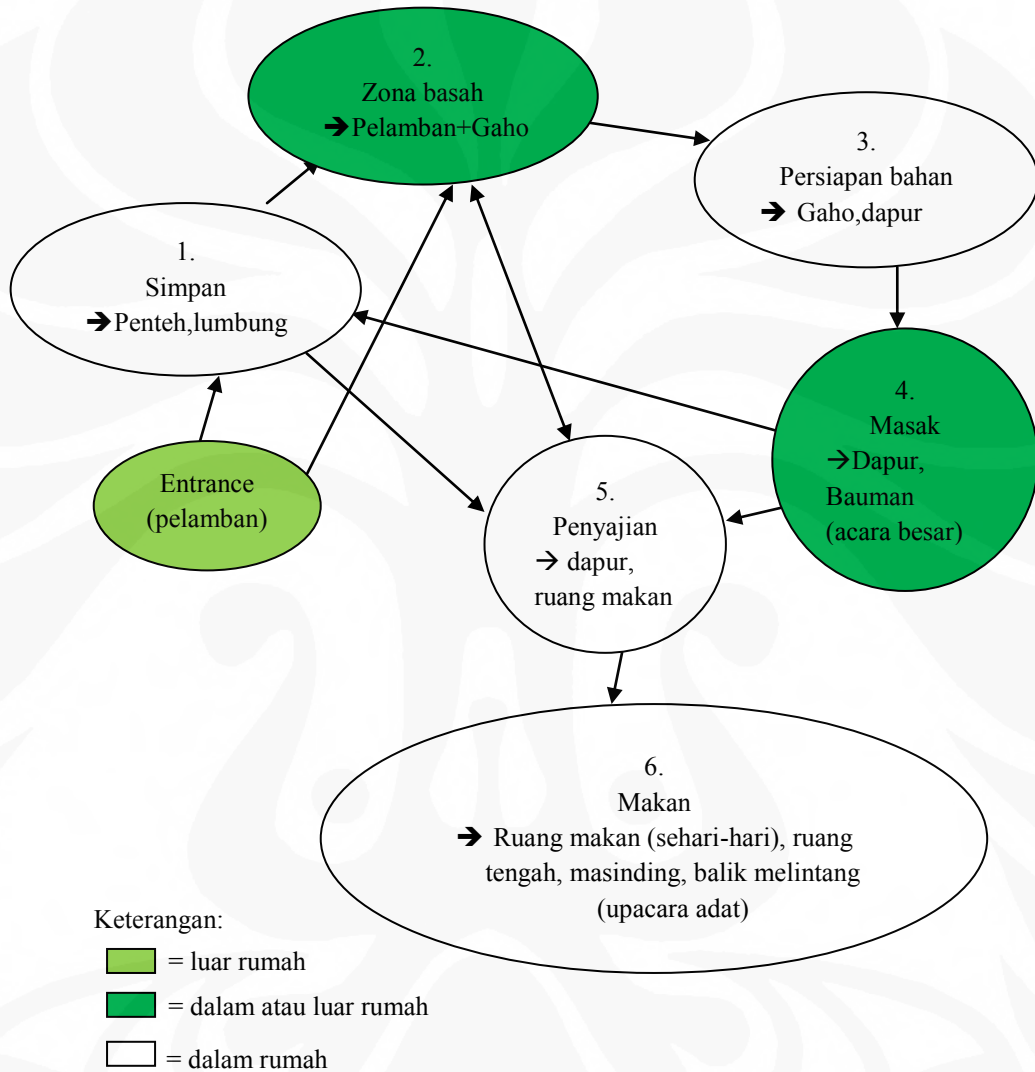 2.
Zona basah
➔ Pelamban+Gaho
3.
Persiapan bahan
➔ Gaho,dapur
1.
Simpan
➔ Penteh,lumbung
4.
Masak
→ Dapur,
Bauman
(acara besar)
Entrance
(pelamban)
5.
Penyajian
→ dapur,
ruang makan
6.
Makan
➔ Ruang makan (sehari-hari), ruang
tengah, masinding, balik melintang
(upacara adat)
Keterangan:
= luar rumah
= dalam atau luar rumah
= dalam rumah